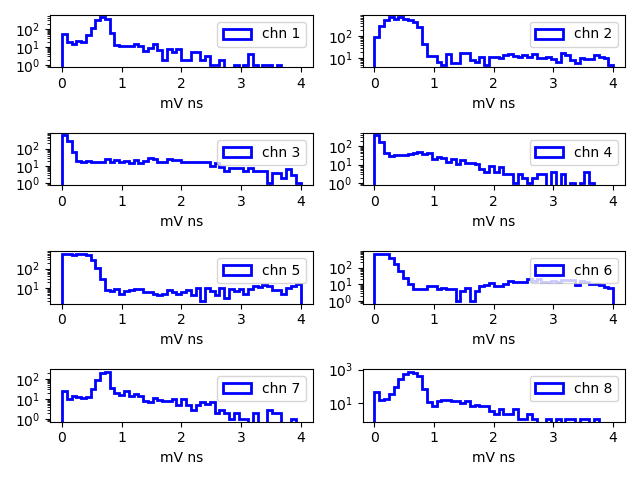 10² 10¹ 10⁰ chn 1
0 1 2 3 4
mV ns
10² 10¹ chn 2
0 1 2 3 4
mV ns
10² 10¹ 10⁰ chn 3
0 1 2 3 4
mV ns
10² 10¹ 10⁰ chn 4
0 1 2 3 4
mV ns
10² 10¹ chn 5
0 1 2 3 4
mV ns
10² 10¹ 10⁰ chn 6
0 1 2 3 4
mV ns
10² 10¹ 10⁰ chn 7
0 1 2 3 4
mV ns
10³ 10¹ chn 8
0 1 2 3 4
mV ns